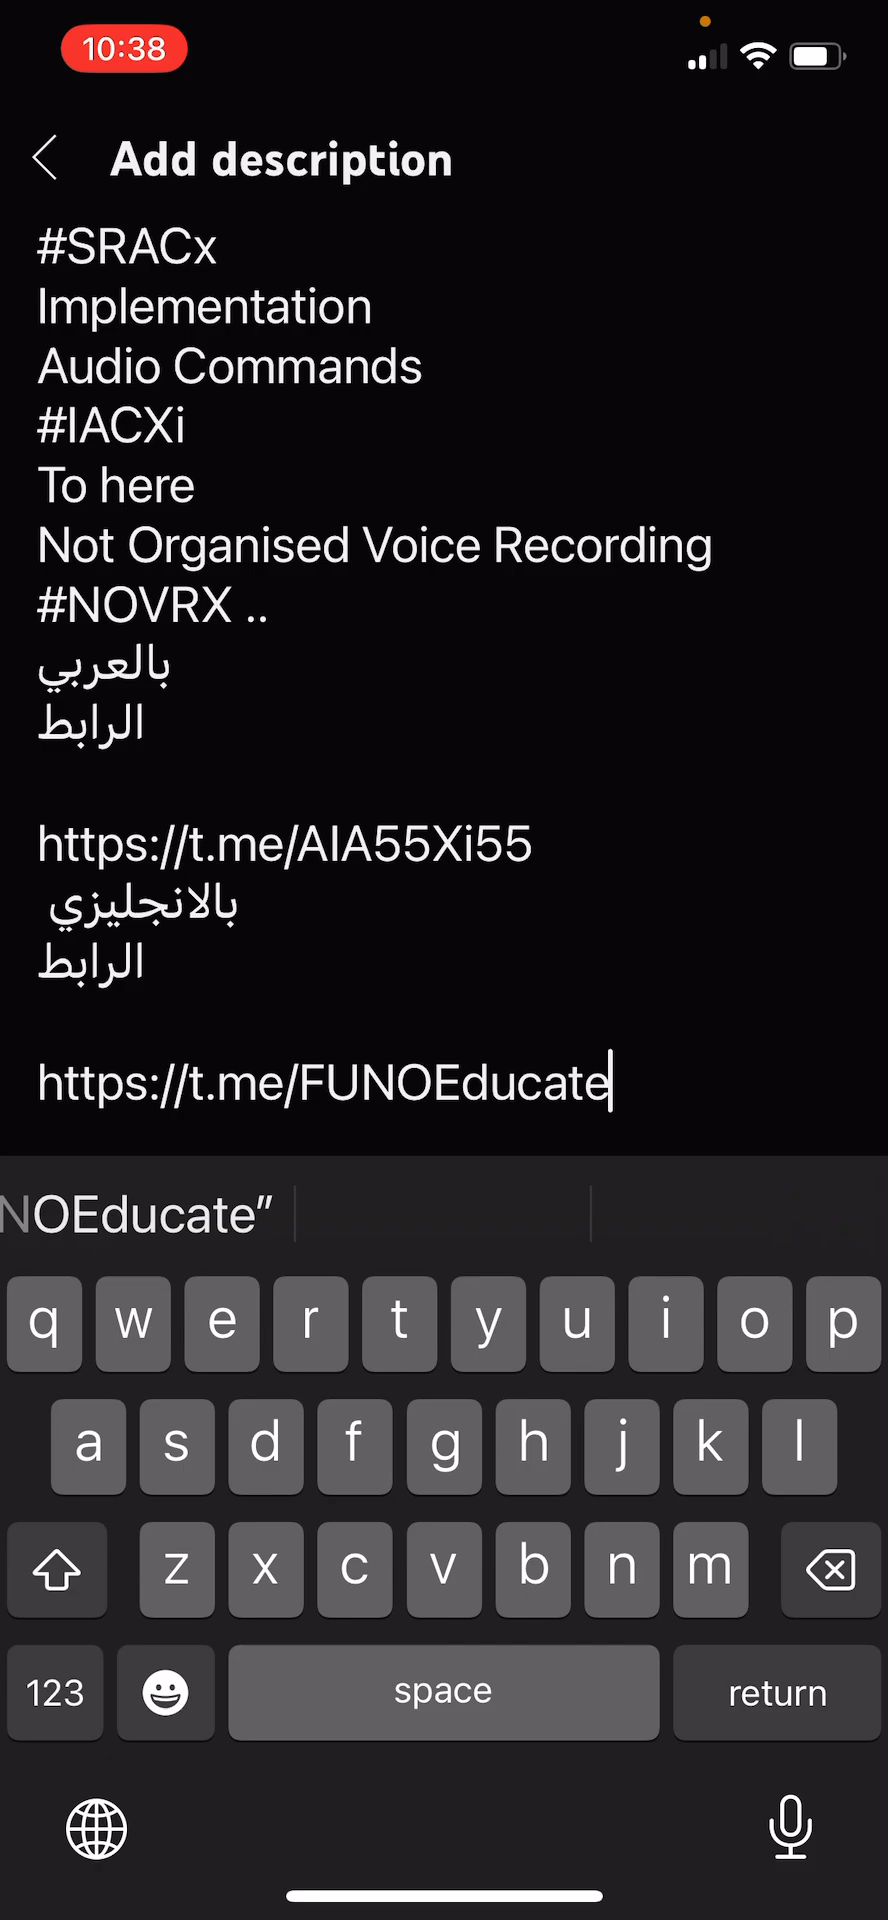 10:38
Add description
#SRACx
Implementation
Audio Commands
#IACXi
To here
Not Organised Voice Recording
#NOVRX ..
بالعربي
الرابط
https://t.me/AIA55Xi55
بالانجليزي
الرابط
https://t.me/FUNOEducate
NOEducate”
q w e r t y u i o p
a s d f g h j k l
z x c v b n m
123 space return